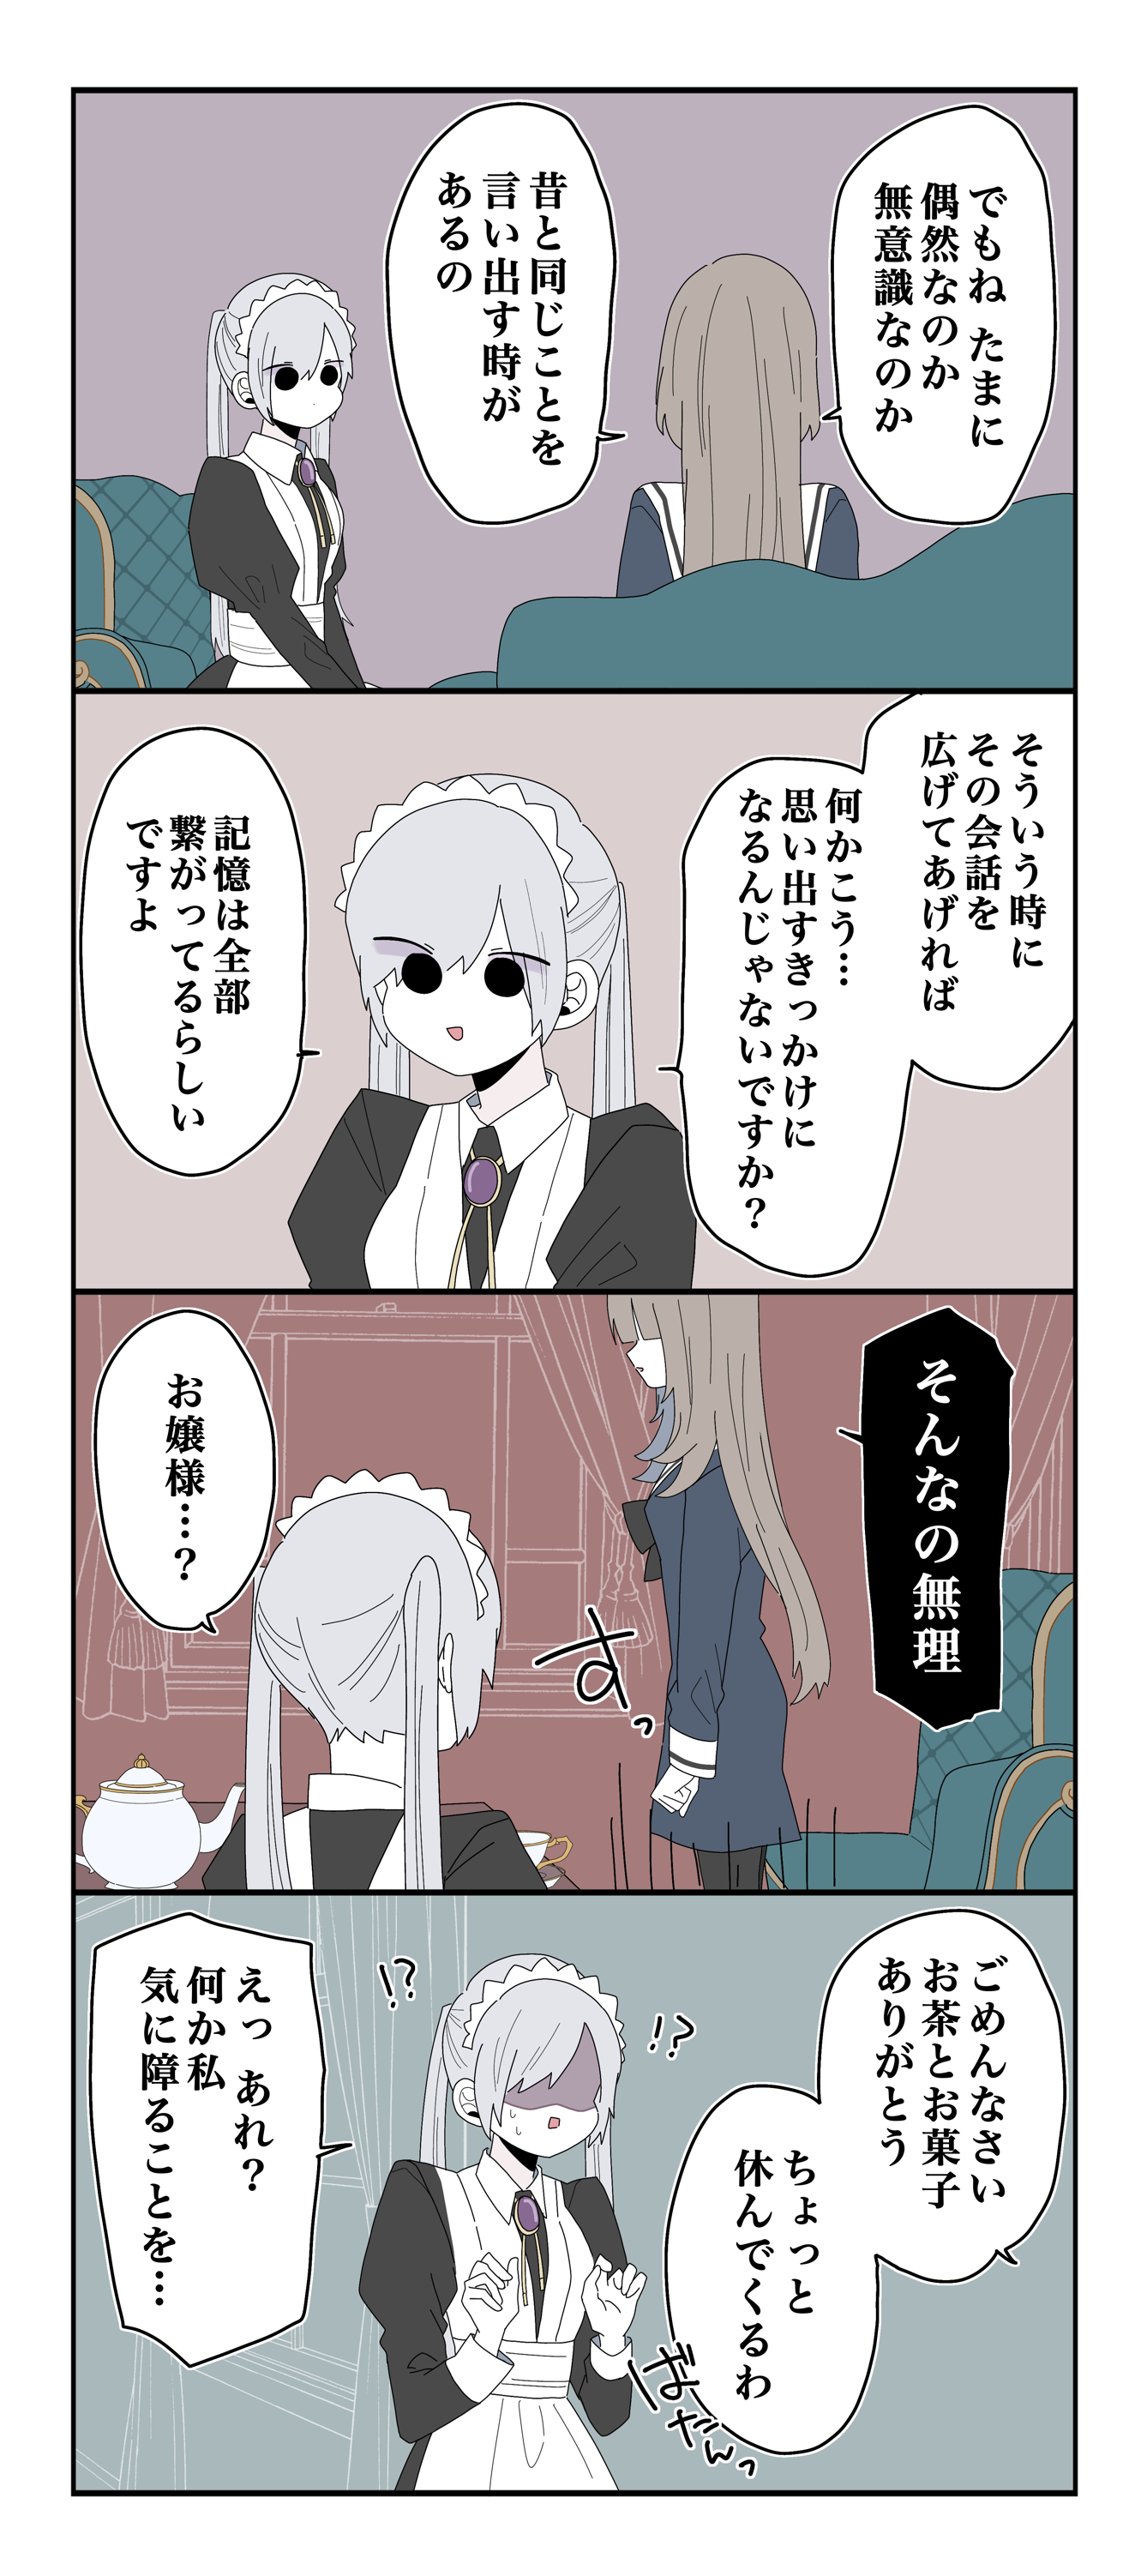 でもね たまに
偶然なのか
無意識なのか
昔と同じことを
言い出す時が
あるの
そういう時に
その会話を
広げてあげれば
何かこう…
思い出すきっかけに
なるんじゃないですか?
記憶は全部
繋がってるらしい
ですよ
そんなの無理
すっ
お嬢様…?
ごめんなさい
お茶とお菓子
ありがとう
ちょっと
休んでくるわ
ばたんっ
!?
!?
えっ あれ?
何か私
気に障ることを…